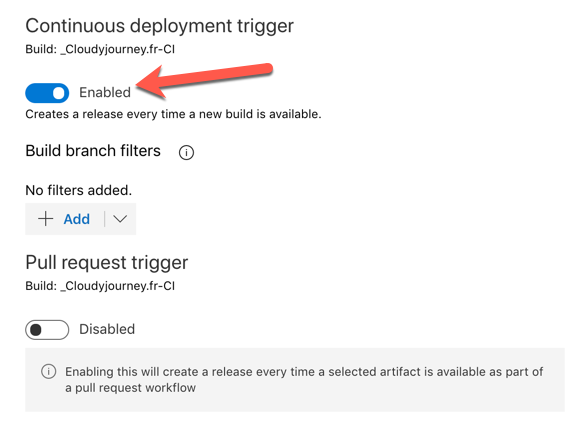 Continuous deployment trigger
Build: _Cloudyjourney.fr-CI
Enabled
Creates a release every time a new build is available.
Build branch filters
No filters added.
Add
Pull request trigger
Build: _Cloudyjourney.fr-CI
Disabled
Enabling this will create a release every time a selected artifact is available as part of
a pull request workflow